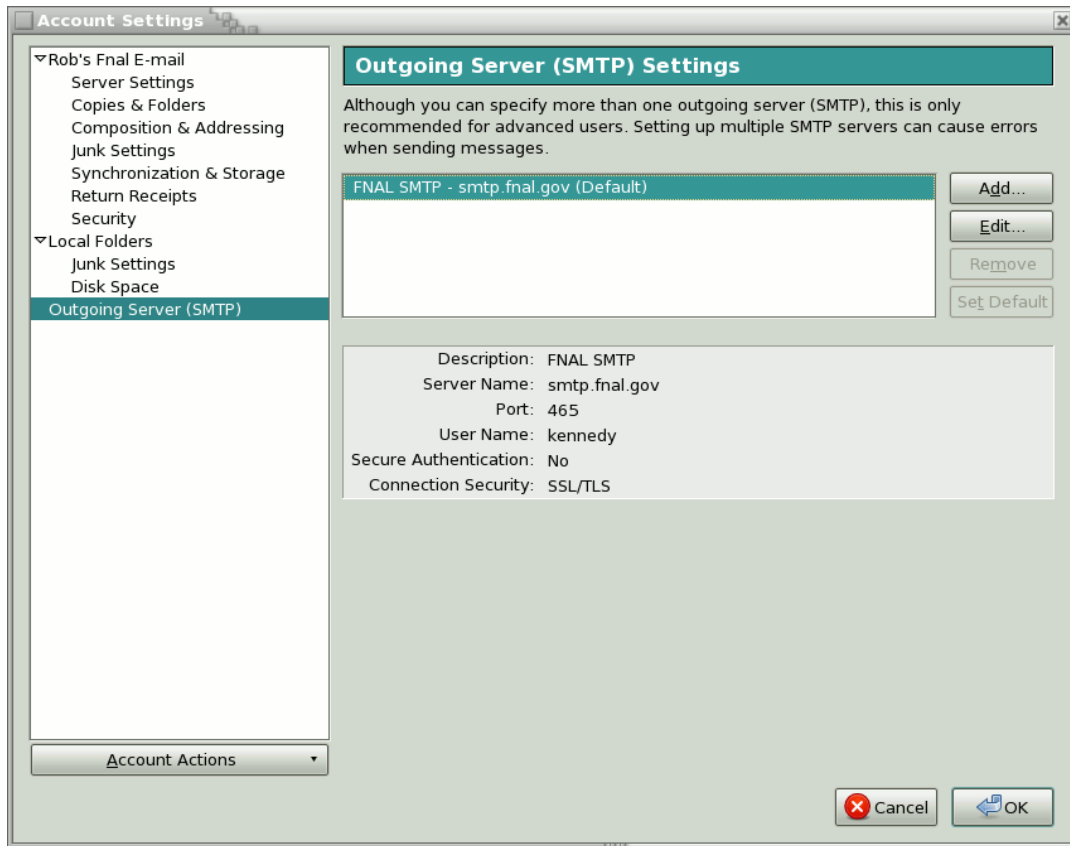 Account Settings
Rob's Fnal E-mail
Server Settings
Copies & Folders
Composition & Addressing
Junk Settings
Synchronization & Storage
Return Receipts
Security
Local Folders
Junk Settings
Disk Space
Outgoing Server (SMTP)
Account Actions
Outgoing Server (SMTP) Settings
Although you can specify more than one outgoing server (SMTP), this is only
recommended for advanced users. Setting up multiple SMTP servers can cause errors
when sending messages.
FNAL SMTP - smtp.fnal.gov (Default)
Add...
Edit...
Remove
Set Default
Description: FNAL SMTP
Server Name: smtp.fnal.gov
Port: 465
User Name: kennedy
Secure Authentication: No
Connection Security: SSL/TLS
Cancel
OK